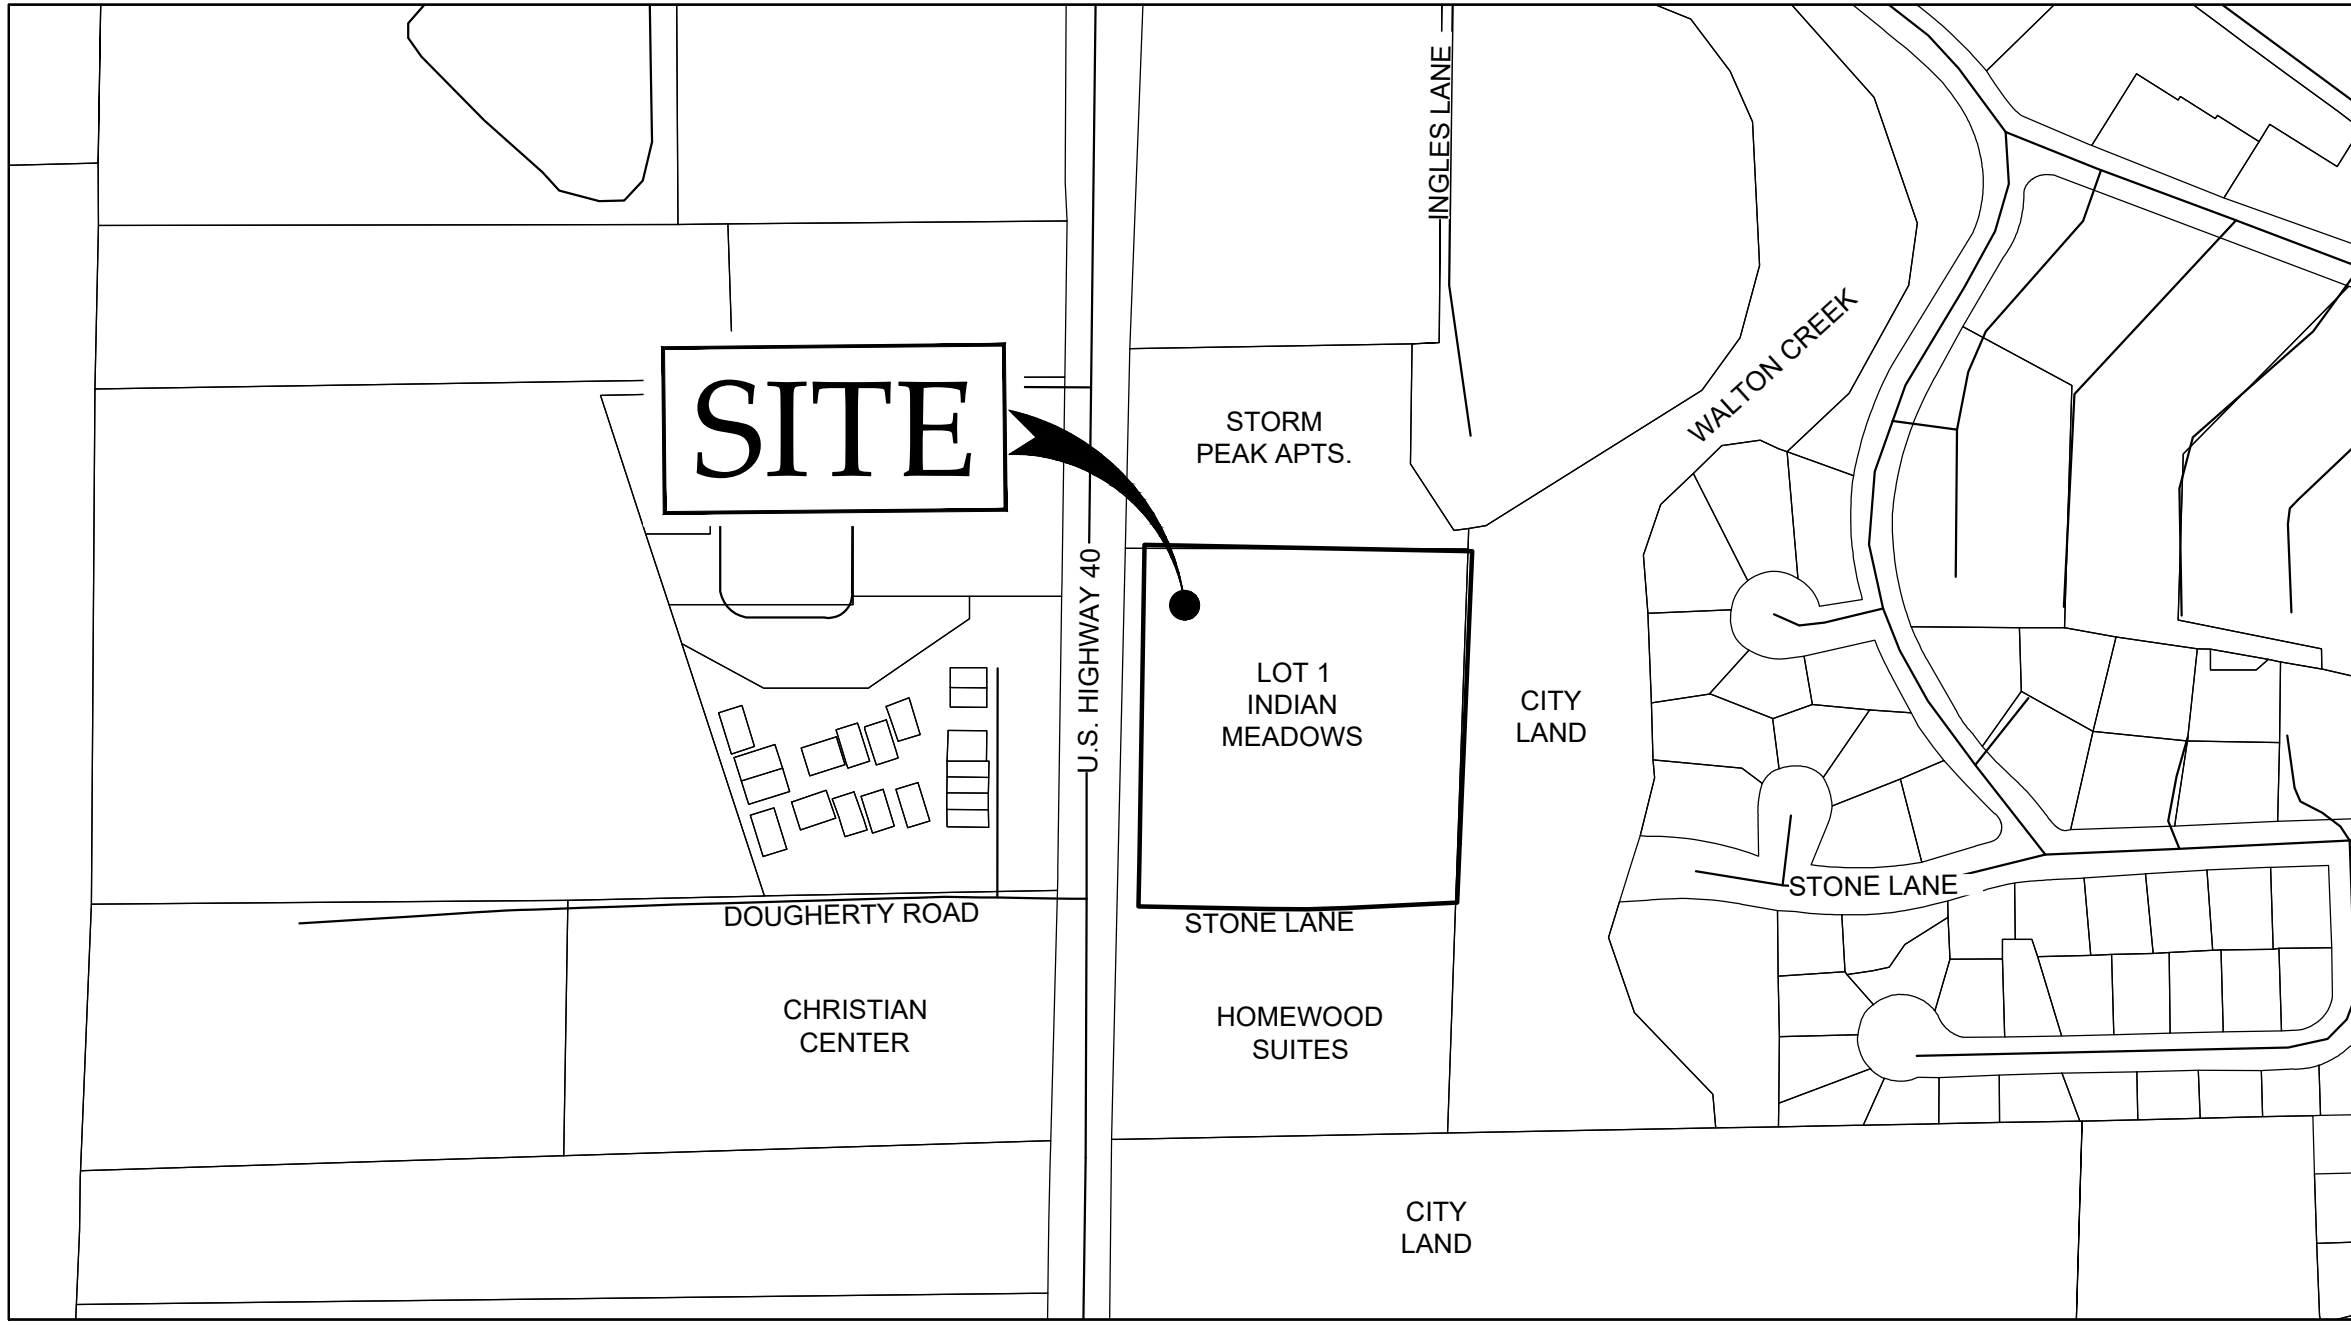 INGLES LANE
WALTON CREEK
SITE
STORM
PEAK APTS.
U.S. HIGHWAY 40
LOT 1
INDIAN
MEADOWS
CITY
LAND
STONE LANE
DOUGHERTY ROAD
STONE LANE
CHRISTIAN
CENTER
HOMEWOOD
SUITES
CITY
LAND